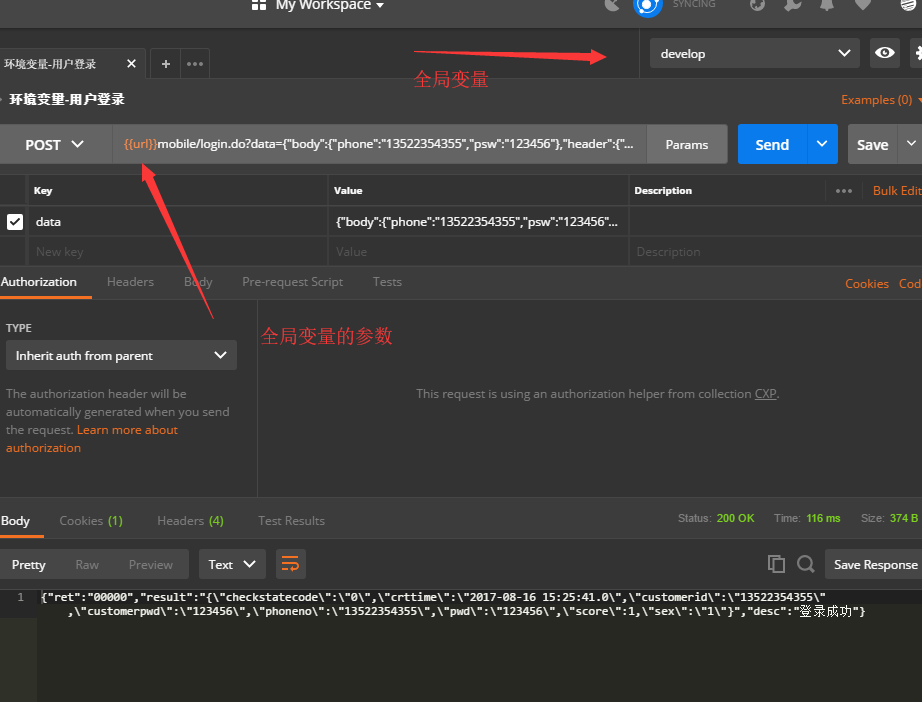 My Workspace
SYNCING
环境变量-用户登录
develop
全局变量
环境变量-用户登录
Examples (0)
POST
{{url}}mobile/login.do?data={"body":{"phone":"13522354355","psw":"123456"},"header":{"...
Params
Send
Save
Key
Value
Description
Bulk Edit
data
{"body":{"phone":"13522354355","psw":"123456"...
New key
Value
Description
Authorization
Headers
Body
Pre-request Script
Tests
Cookies
Cod
TYPE
全局变量的参数
Inherit auth from parent
The authorization header will be
automatically generated when you send
the request. Learn more about
authorization
This request is using an authorization helper from collection CXP.
Body
Cookies (1)
Headers (4)
Test Results
Status: 200 OK
Time: 116 ms
Size: 374 B
Pretty
Raw
Preview
Text
Save Response
1
{"ret":"00000","result":"{\"checkstatecode\":\"0\",\"crttime\":\"2017-08-16 15:25:41.0\",\"customerid\":\"13522354355\"
,\"customerpwd\":\"123456\",\"phoneno\":\"13522354355\",\"pwd\":\"123456\",\"score\":1,\"sex\":\"1\"}","desc":"登录成功"}